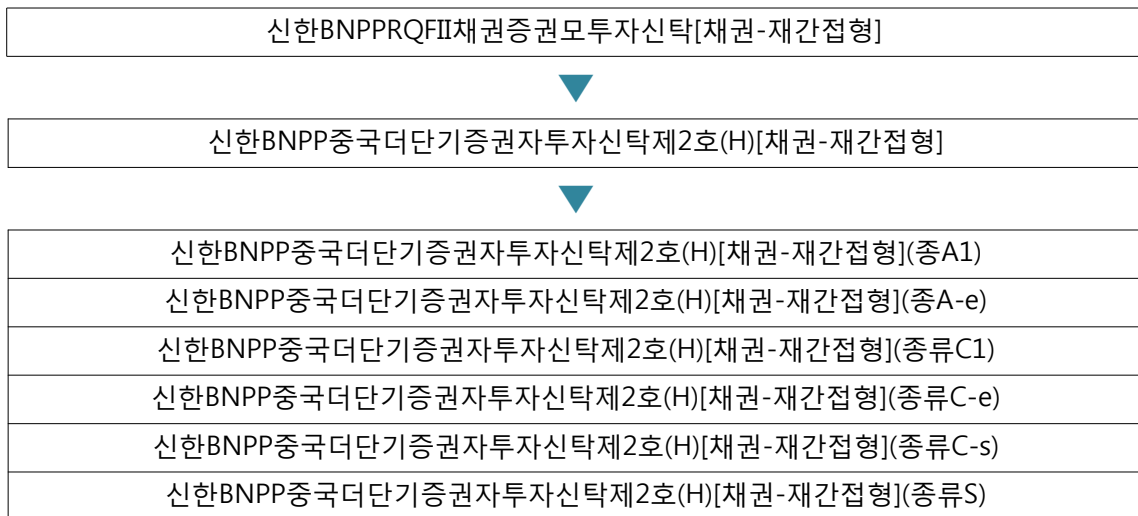 신한BNPPRQFII채권증권모투자신탁[채권-재간접형]
신한BNPP중국더단기증권자투자신탁제2호(H)[채권-재간접형]
신한BNPP중국더단기증권자투자신탁제2호(H)[채권-재간접형](종A1)
신한BNPP중국더단기증권자투자신탁제2호(H)[채권-재간접형](종A-e)
신한BNPP중국더단기증권자투자신탁제2호(H)[채권-재간접형](종류C1)
신한BNPP중국더단기증권자투자신탁제2호(H)[채권-재간접형](종류C-e)
신한BNPP중국더단기증권자투자신탁제2호(H)[채권-재간접형](종류C-s)
신한BNPP중국더단기증권자투자신탁제2호(H)[채권-재간접형](종류S)